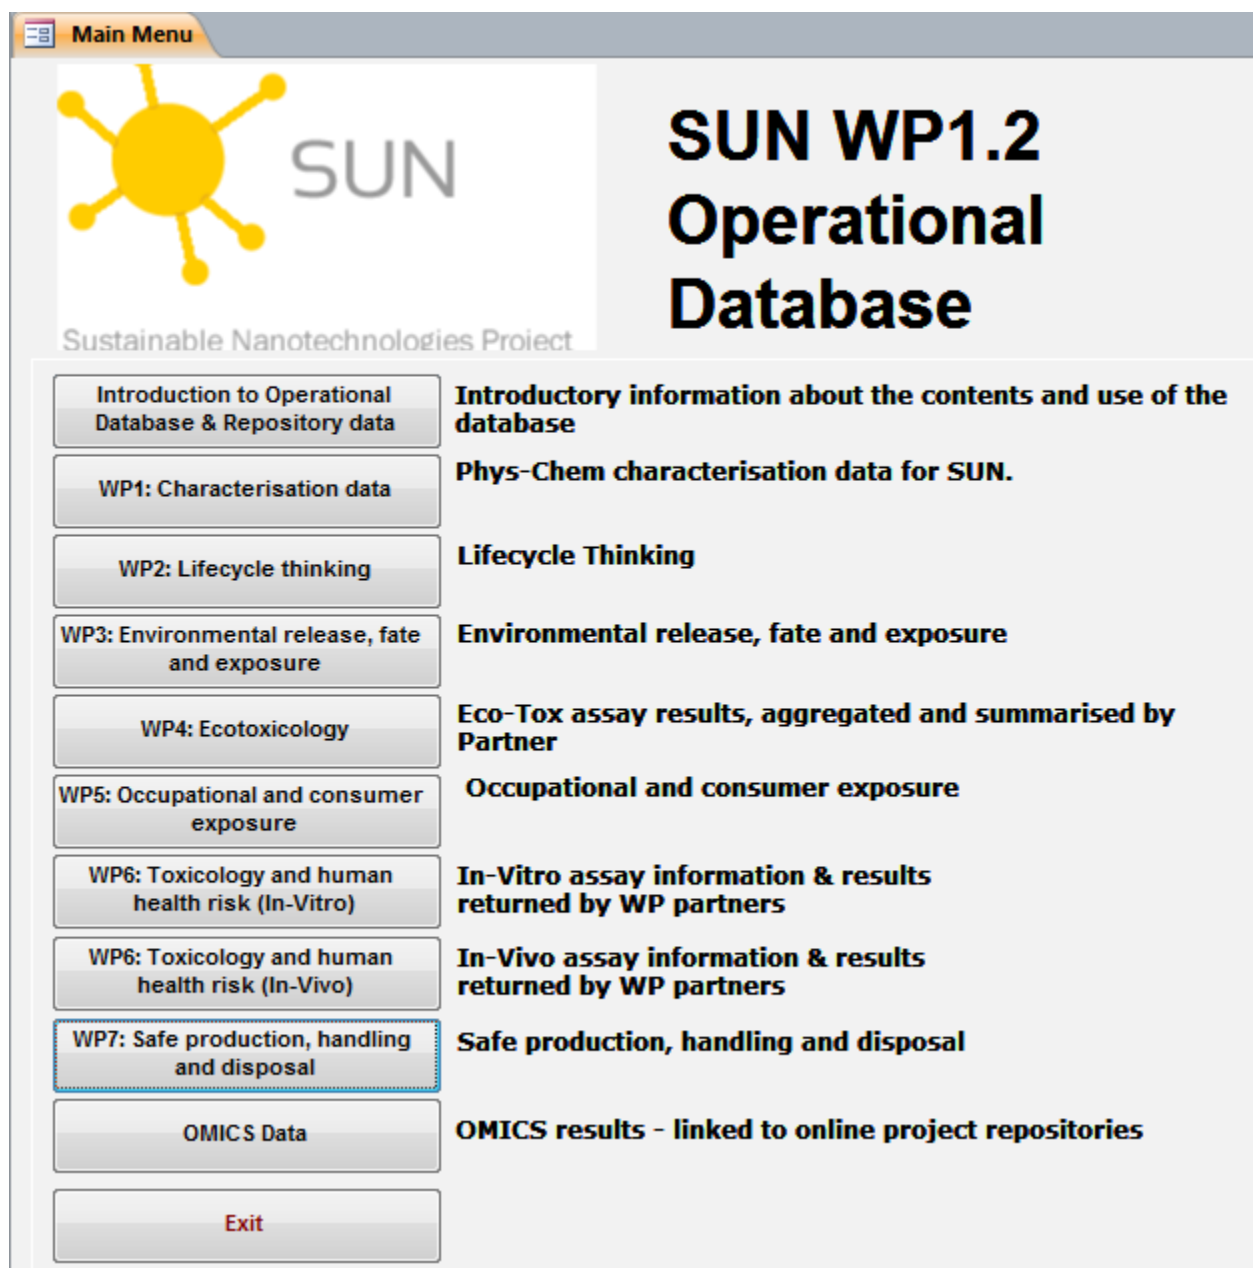 Main Menu
SUN
Sustainable Nanotechnologies Project
SUN WP1.2
Operational
Database
Introduction to Operational
Database & Repository data
Introductory information about the contents and use of the
database
WP1: Characterisation data
Phys-Chem characterisation data for SUN.
WP2: Lifecycle thinking
Lifecycle Thinking
WP3: Environmental release, fate
and exposure
Environmental release, fate and exposure
WP4: Ecotoxicology
Eco-Tox assay results, aggregated and summarised by
Partner
WP5: Occupational and consumer
exposure
Occupational and consumer exposure
WP6: Toxicology and human
health risk (In-Vitro)
In-Vitro assay information & results
returned by WP partners
WP6: Toxicology and human
health risk (In-Vivo)
In-Vivo assay information & results
returned by WP partners
WP7: Safe production, handling
and disposal
Safe production, handling and disposal
OMICS Data
OMICS results - linked to online project repositories
Exit